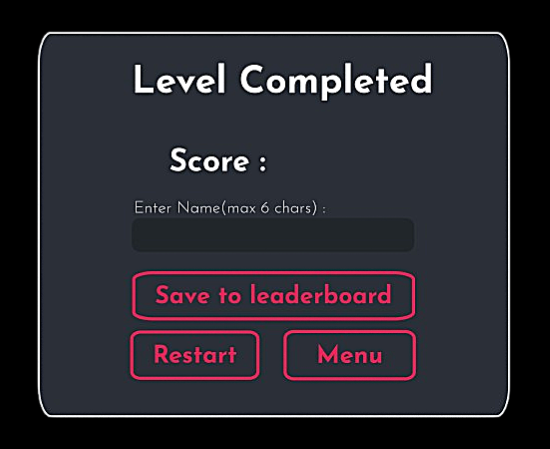 Level Completed
Score :
Enter Name(max 6 chars) :
Save to leaderboard
Restart Menu